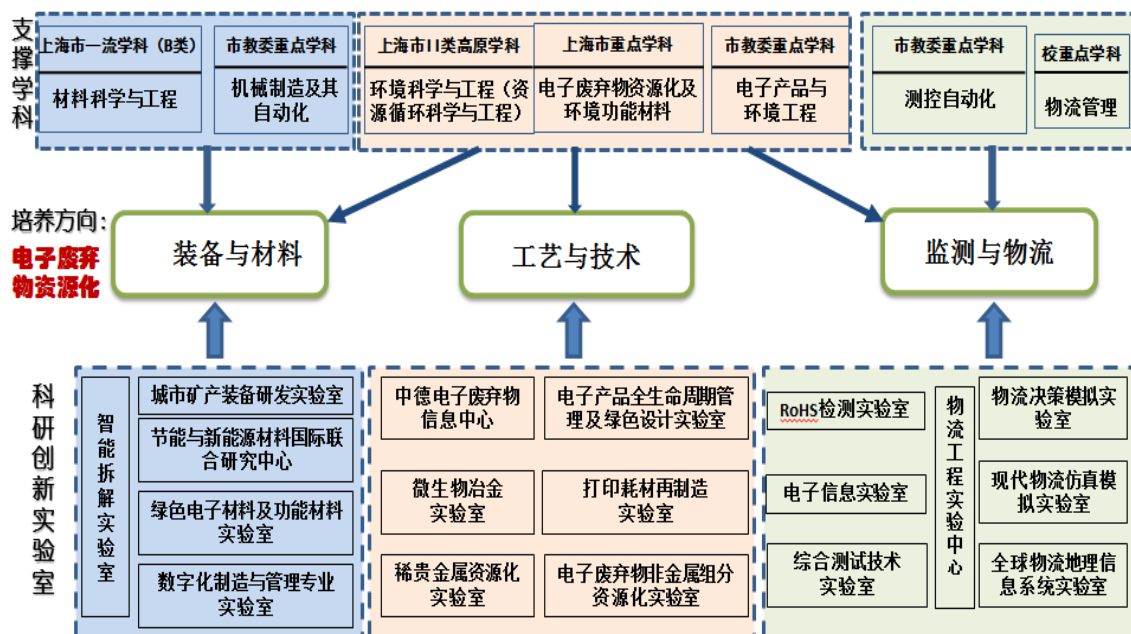 支撑学科
上海市一流学科（B类）
材料科学与工程
市教委重点学科
机械制造及其
自动化
上海市II类高原学科
环境科学与工程（资
源循环科学与工程）
上海市重点学科
电子废弃物资源化及
环境功能材料
市教委重点学科
电子产品与
环境工程
市教委重点学科
测控自动化
校重点学科
物流管理
培养方向：
电子废弃
物资源化
装备与材料
工艺与技术
监测与物流
科研创新实验室
智能拆解实验室
城市矿产装备研发实验室
节能与新能源材料国际联
合研究中心
绿色电子材料及功能材料
实验室
数字化制造与管理专业
实验室
中德电子废弃物
信息中心
电子产品全生命周期管
理及绿色设计实验室
微生物冶金
实验室
打印耗材再制造
实验室
稀贵金属资源化
实验室
电子废弃物非金属组分
资源化实验室
RoHS检测实验室
电子信息实验室
综合测试技术
实验室
物流工程实验中心
物流决策模拟实
验室
现代物流仿真模
拟实验室
全球物流地理信
息系统实验室